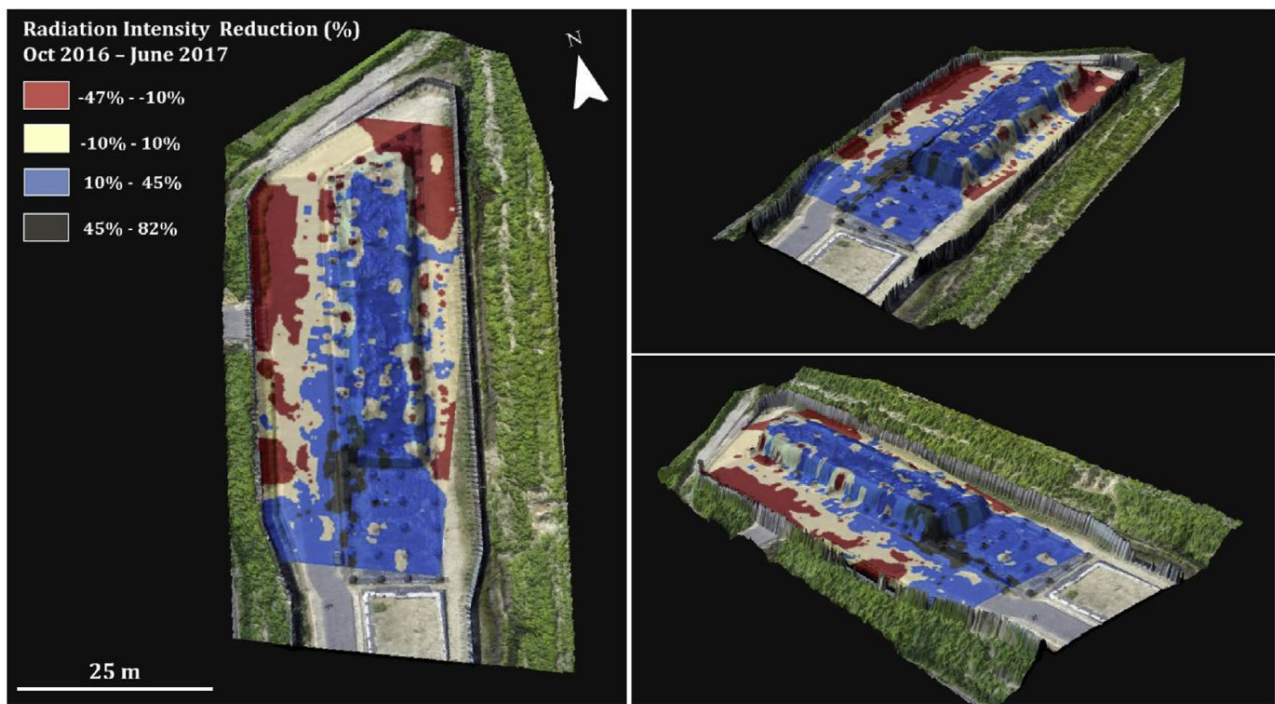 Radiation Intensity Reduction (%)
Oct 2016 – June 2017
-47% - -10%
-10% - 10%
10% - 45%
45% - 82%
N
25 m